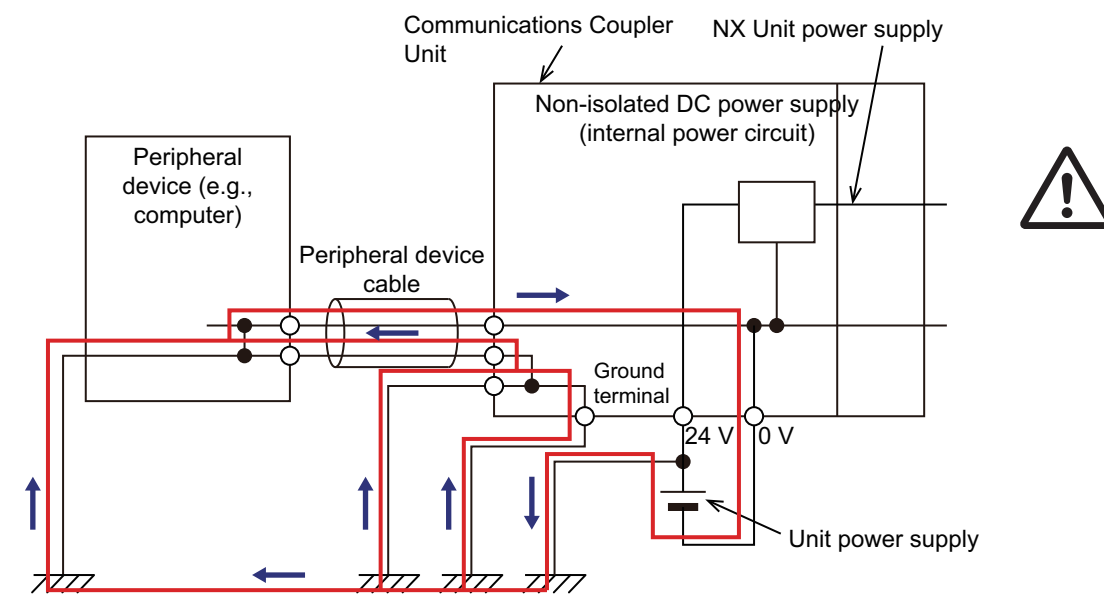 Communications Coupler
Unit
NX Unit power supply
Non-isolated DC power supply
(internal power circuit)
Peripheral
device (e.g.,
computer)
Peripheral device
cable
Ground
terminal
24 V
0 V
Unit power supply